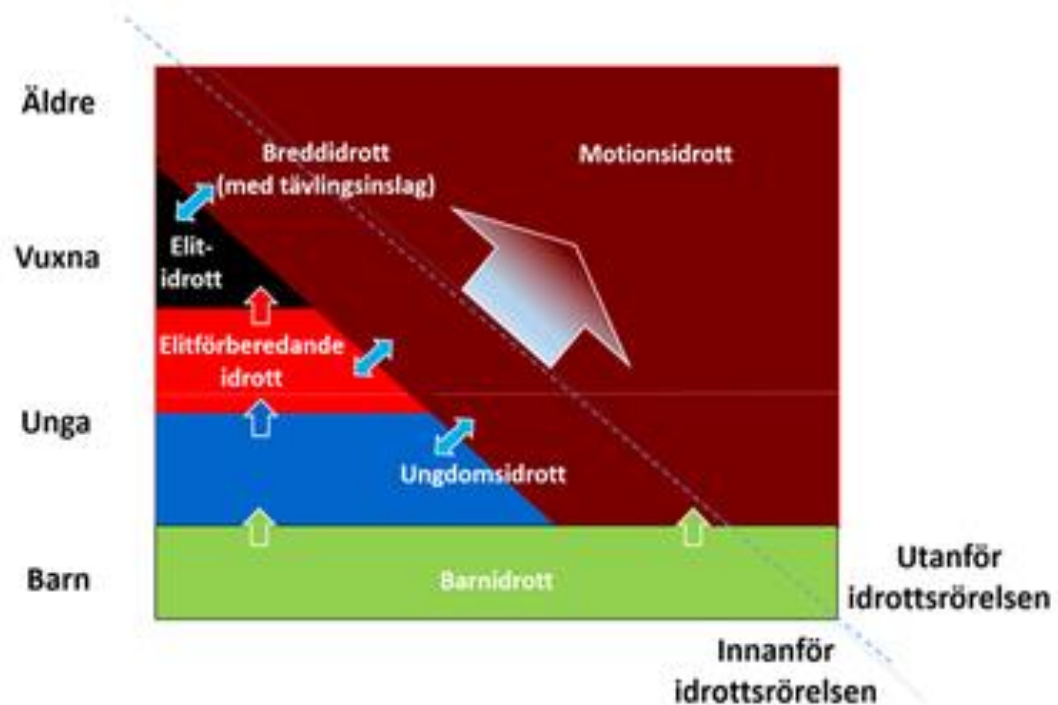 Äldre
Breddidrott
(med tävlingsinslag)
Motionsidrott
Vuxna
Elit-
idrott
Elitförberedande
idrott
Unga
Ungdomsidrott
Barn
Barnidrott
Utanför
idrottsrörelsen
Innanför
idrottsrörelsen